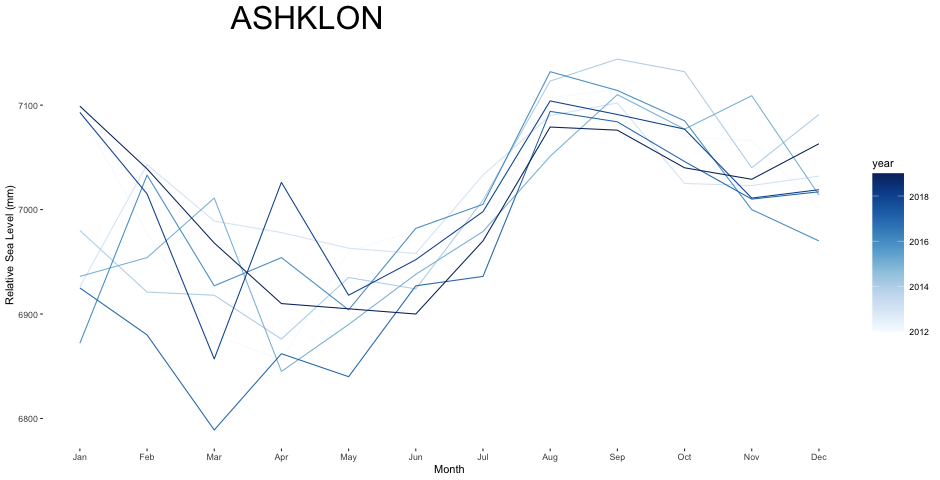 ASHKLON
Relative Sea Level (mm)
7100
7000
6900
6800
Jan Feb Mar Apr May Jun Jul Aug Sep Oct Nov Dec
Month
year
2018
2016
2014
2012